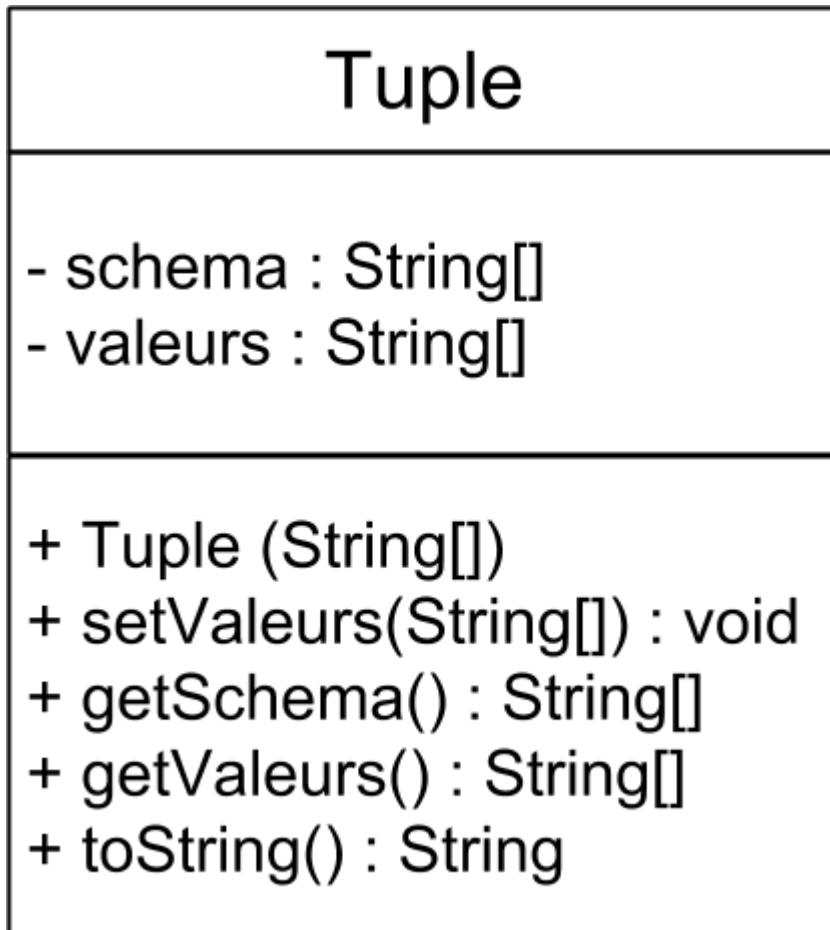 Tuple
- schema : String[]
- valeurs : String[]
+ Tuple (String[])
+ setValeurs(String[]) : void
+ getSchema() : String[]
+ getValeurs() : String[]
+ toString() : String